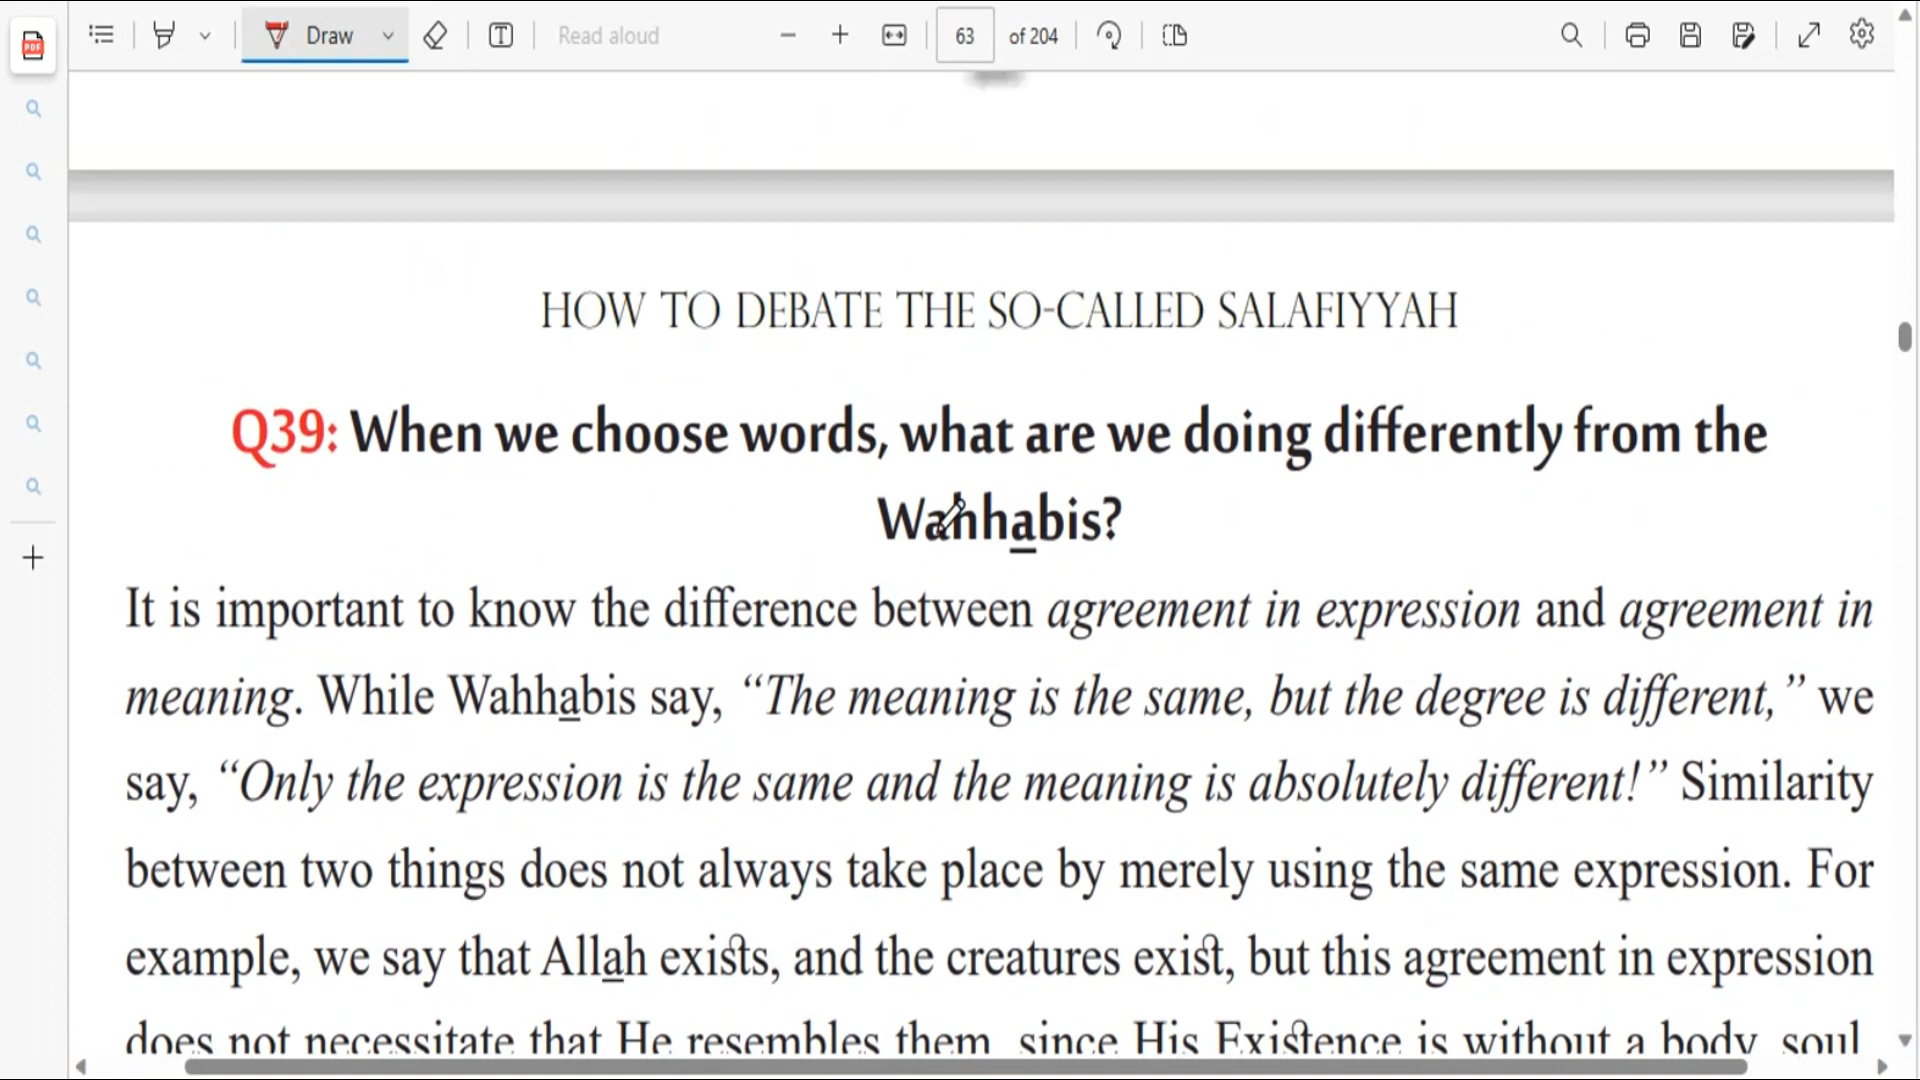 Draw
Read aloud
63
of 204
PDF
HOW TO DEBATE THE SO-CALLED SALAFIYYAH
Q39: When we choose words, what are we doing differently from the
Wahhabis?
It is important to know the difference between agreement in expression and agreement in
meaning. While Wahhabis say, “The meaning is the same, but the degree is different,” we
say, “Only the expression is the same and the meaning is absolutely different!” Similarity
between two things does not always take place by merely using the same expression. For
example, we say that Allah exists, and the creatures exist, but this agreement in expression
does not necessitate that He resembles them, since His Existence is without a body, soul,